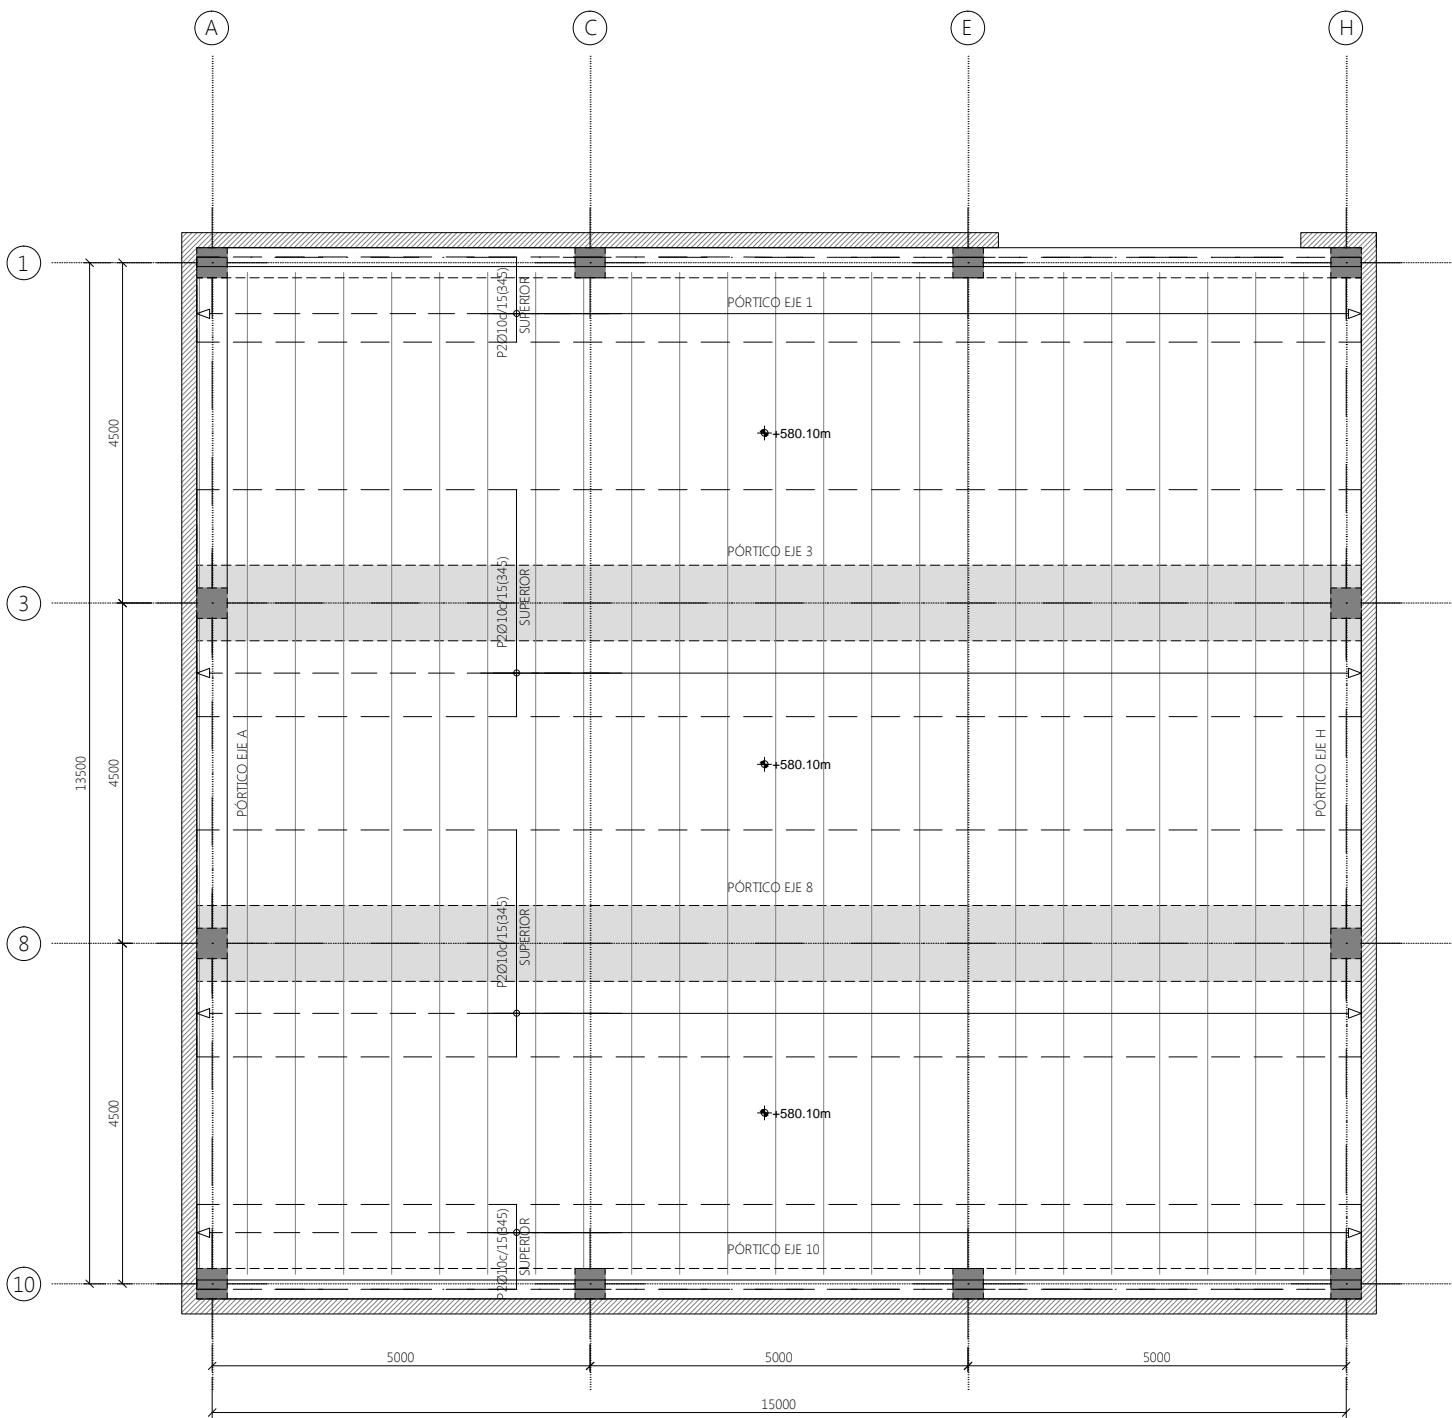 A
C
E
H
1
P2Ø10c/15(345)
SUPERIOR
PÓRTICO EJE 1
4500
+580.10m
PÓRTICO EJE 3
P2Ø10c/15(345)
SUPERIOR
3
13500
4500
PÓRTICO EJE A
+580.10m
PÓRTICO EJE H
PÓRTICO EJE 8
P2Ø10c/15(345)
SUPERIOR
8
4500
+580.10m
P2Ø10c/15(345)
SUPERIOR
PÓRTICO EJE 10
10
5000
5000
5000
15000